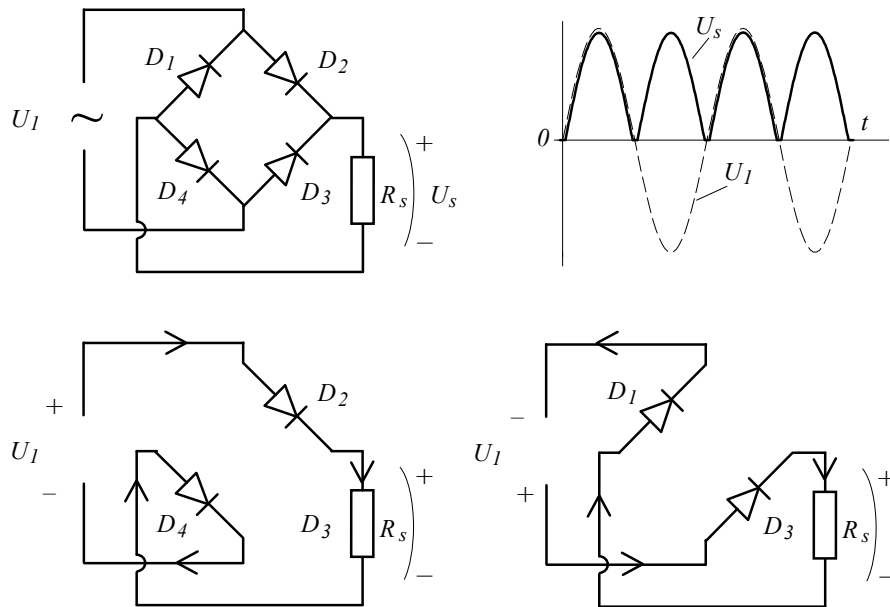 D1
D2
U1
~
D4
D3
Rs
+
Us
–
Us
0
t
U1
+
U1
–
D2
D4
D3
Rs
+
–
–
U1
+
D1
D3
Rs
+
–